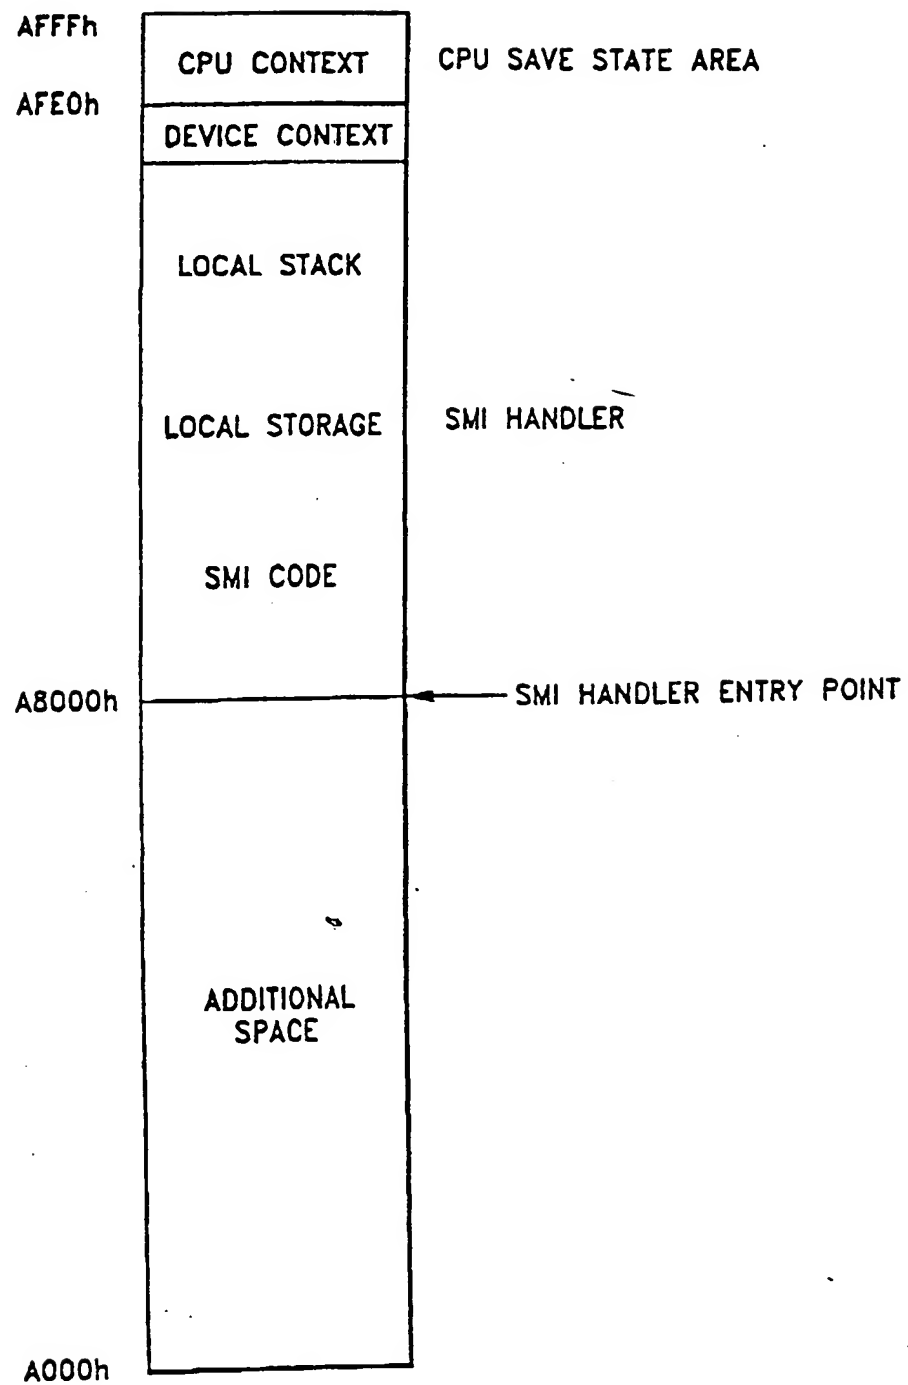 AFFFh
CPU CONTEXT
CPU SAVE STATE AREA
AFE0h
DEVICE CONTEXT
LOCAL STACK
LOCAL STORAGE
SMI HANDLER
SMI CODE
A8000h
SMI HANDLER ENTRY POINT
ADDITIONAL
SPACE
A000h